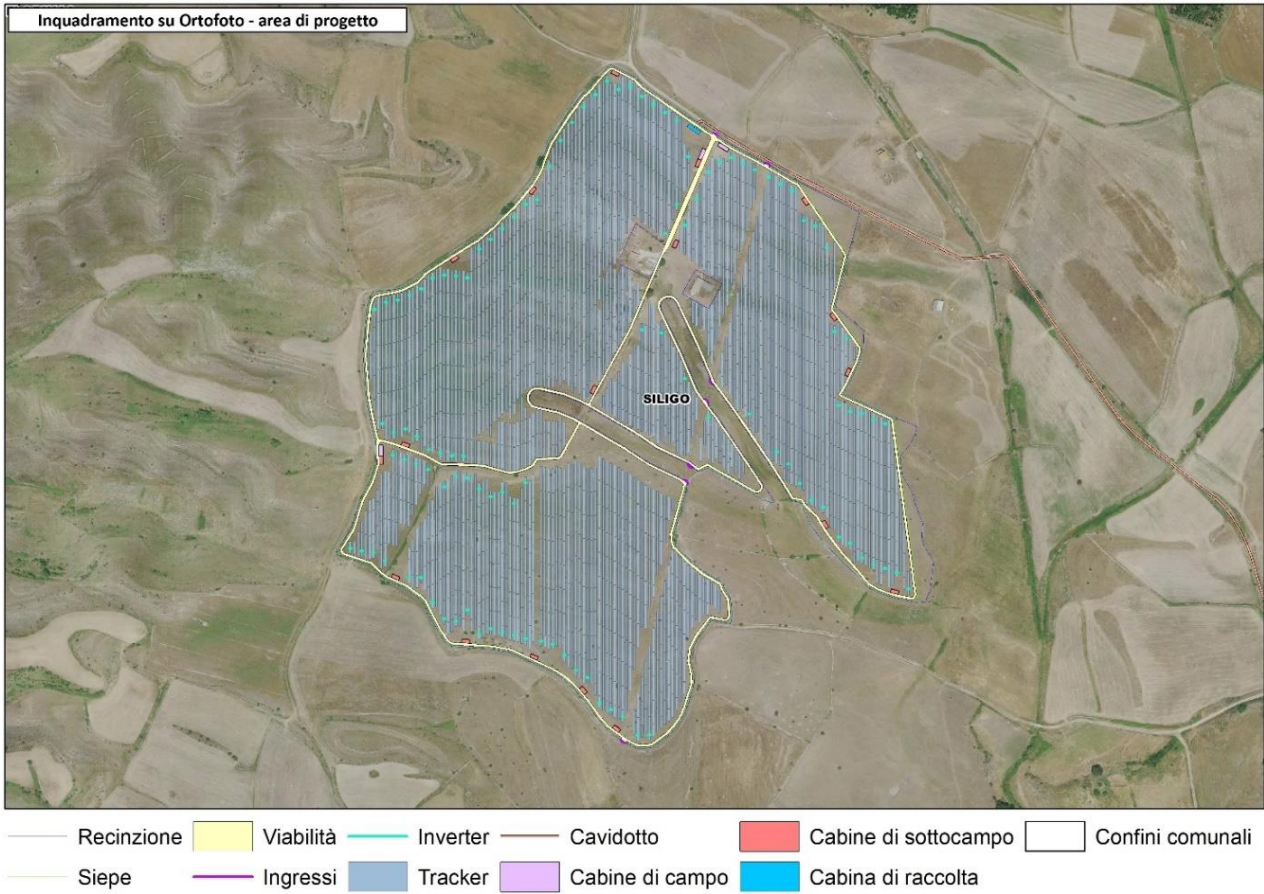 Inquadramento su Ortofoto - area di progetto
SILIGO
Recinzione Viabilità Inverter Cavidotto Cabine di sottocampo Confini comunali
Siepe Ingressi Tracker Cabine di campo Cabina di raccolta